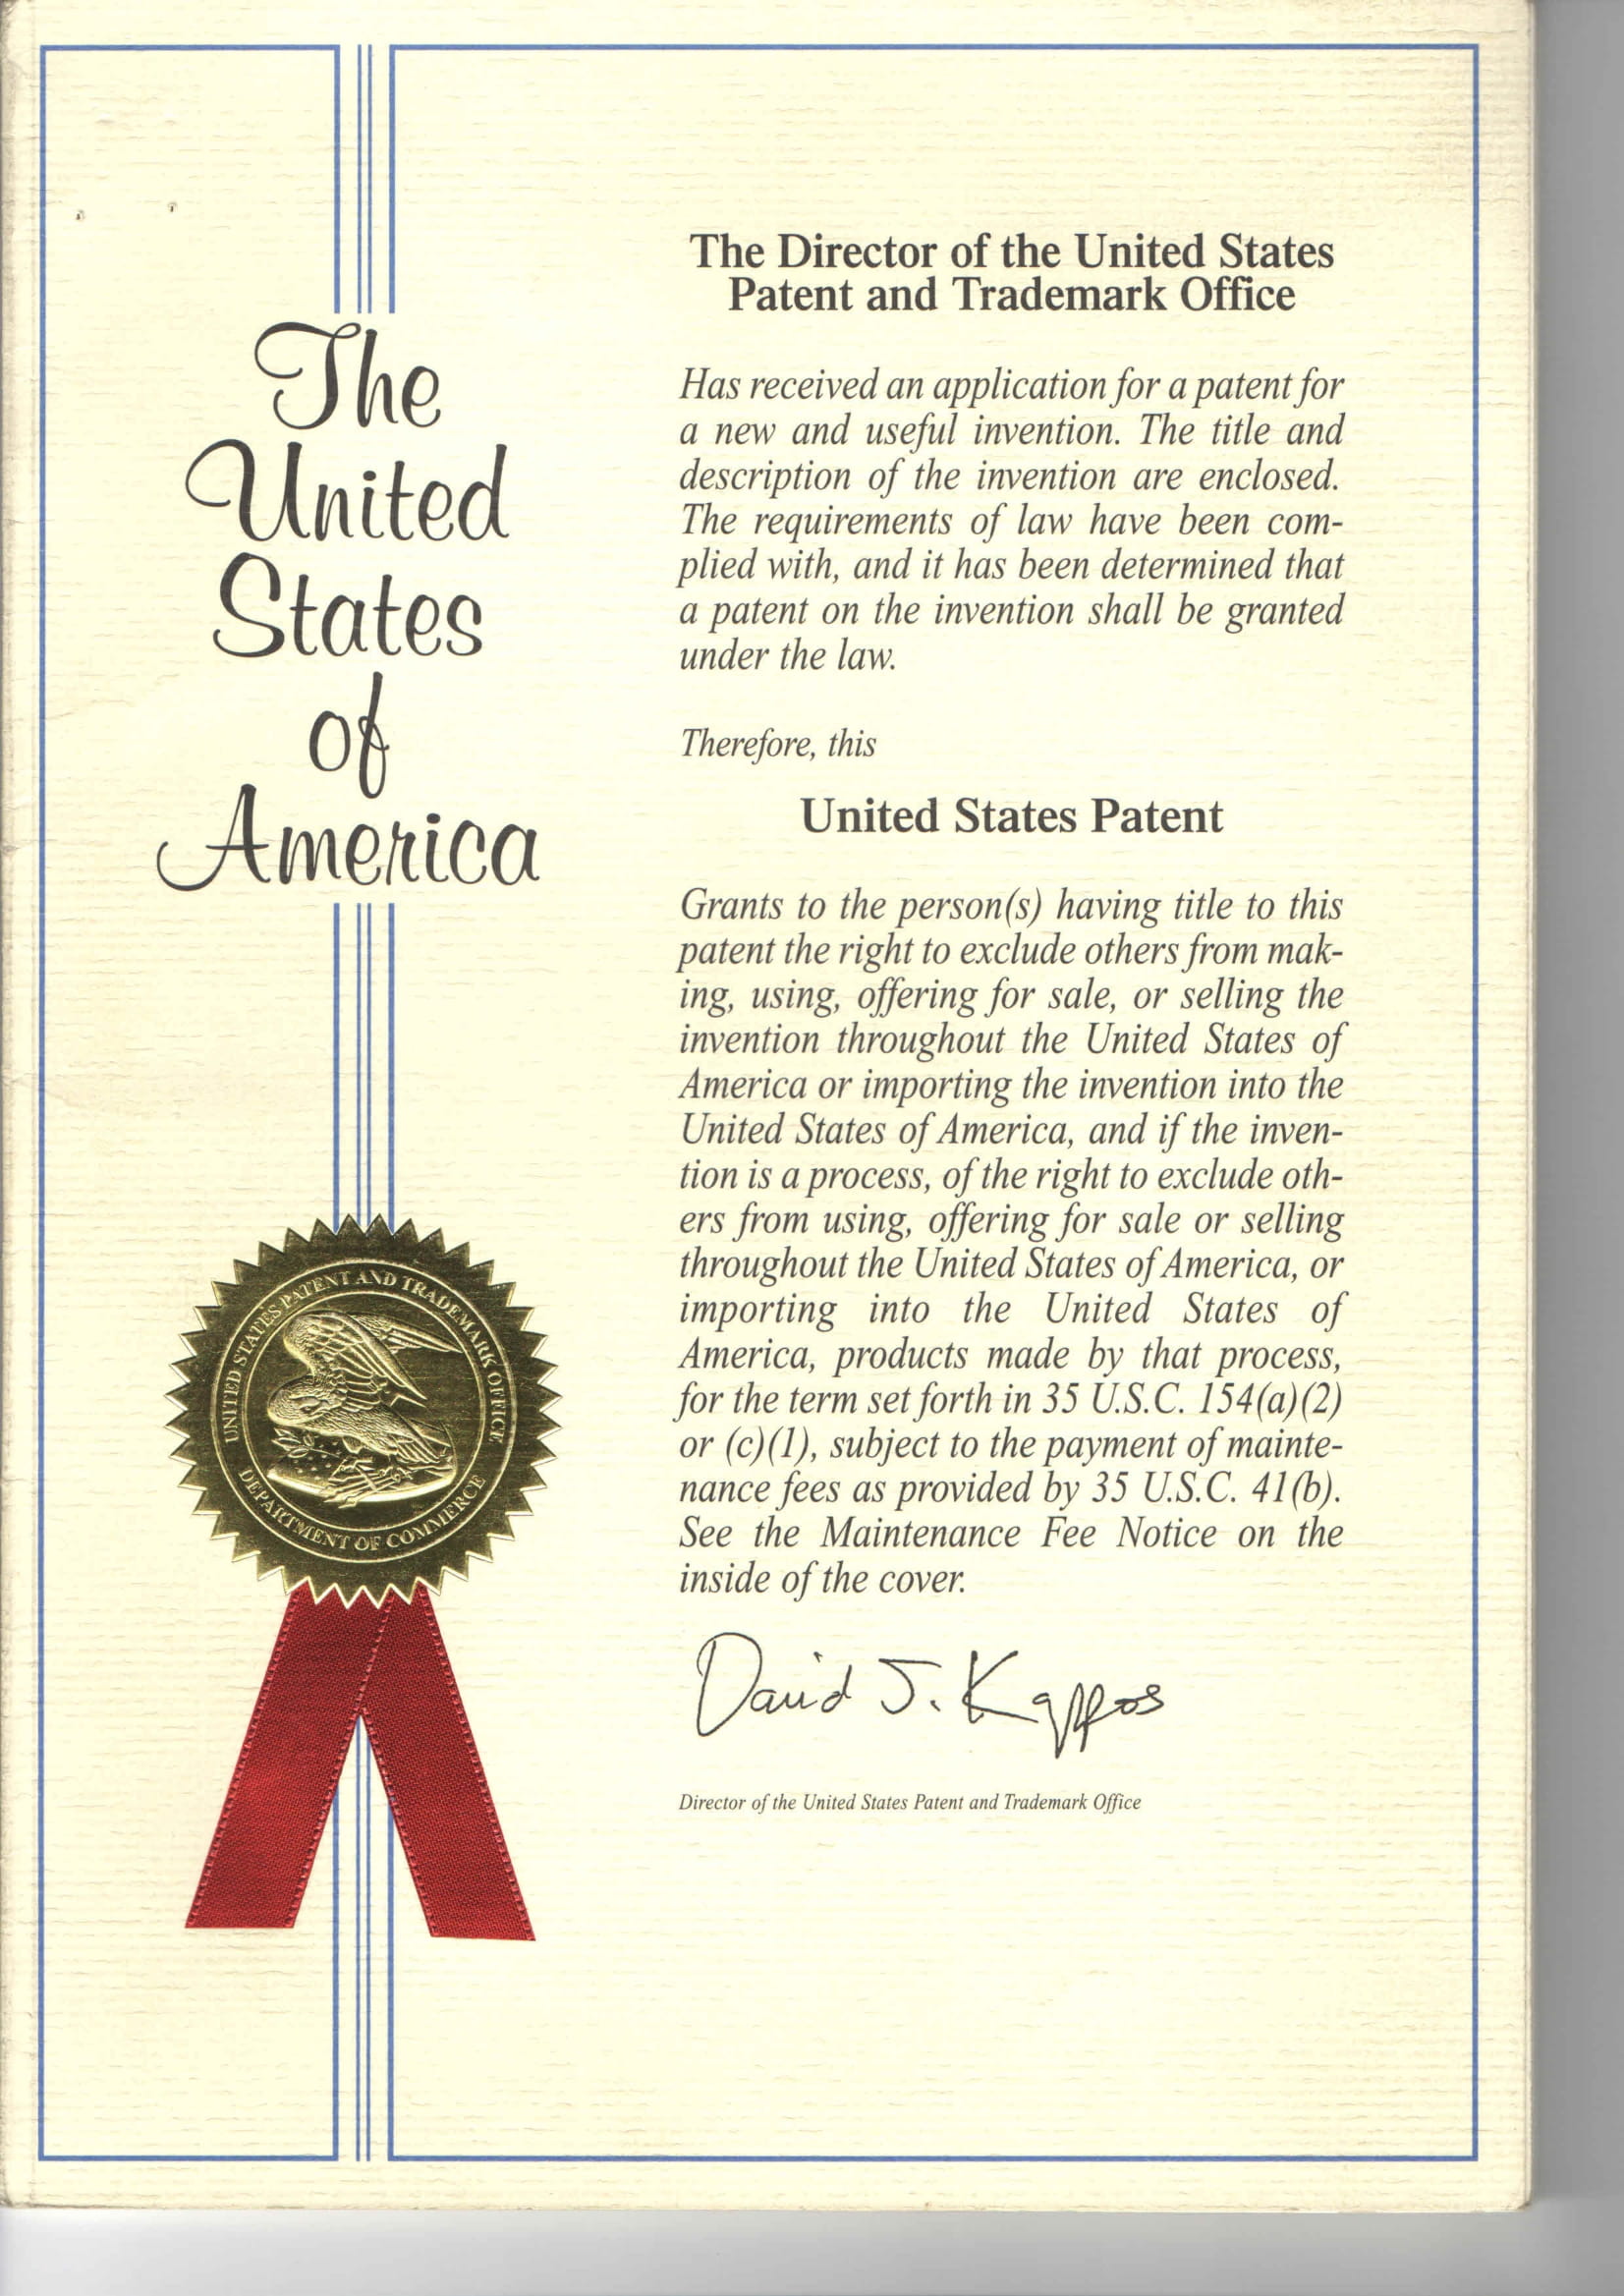 The
United
States
of
America
The Director of the United States
Patent and Trademark Office
Has received an application for a patent for
a new and useful invention. The title and
description of the invention are enclosed.
The requirements of law have been com-
plied with, and it has been determined that
a patent on the invention shall be granted
under the law.
Therefore, this
United States Patent
Grants to the person(s) having title to this
patent the right to exclude others from mak-
ing, using, offering for sale, or selling the
invention throughout the United States of
America or importing the invention into the
United States of America, and if the inven-
tion is a process, of the right to exclude oth-
ers from using, offering for sale or selling
throughout the United States of America, or
importing into the United States of
America, products made by that process,
for the term set forth in 35 U.S.C. 154(a)(2)
or (c)(1), subject to the payment of mainte-
nance fees as provided by 35 U.S.C. 41(b).
See the Maintenance Fee Notice on the
inside of the cover.
David J. Kappos
Director of the United States Patent and Trademark Office
UNITED STATES PATENT AND TRADEMARK OFFICE
DEPARTMENT OF COMMERCE